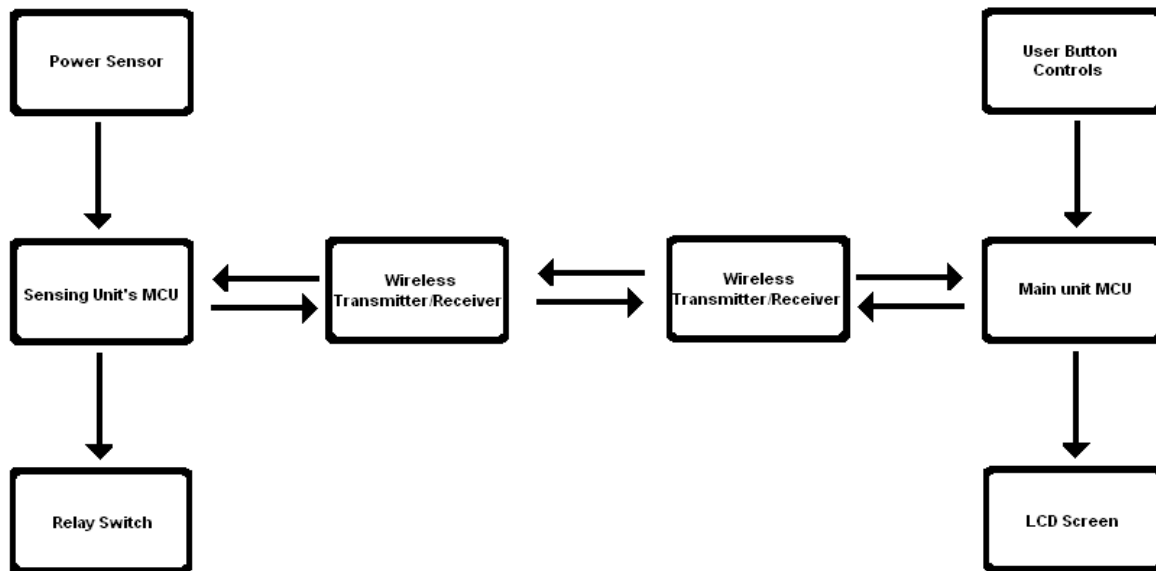 Power Sensor
User Button
Controls
Sensing Unit's MCU
Wireless
Transmitter/Receiver
Wireless
Transmitter/Receiver
Main unit MCU
Relay Switch
LCD Screen